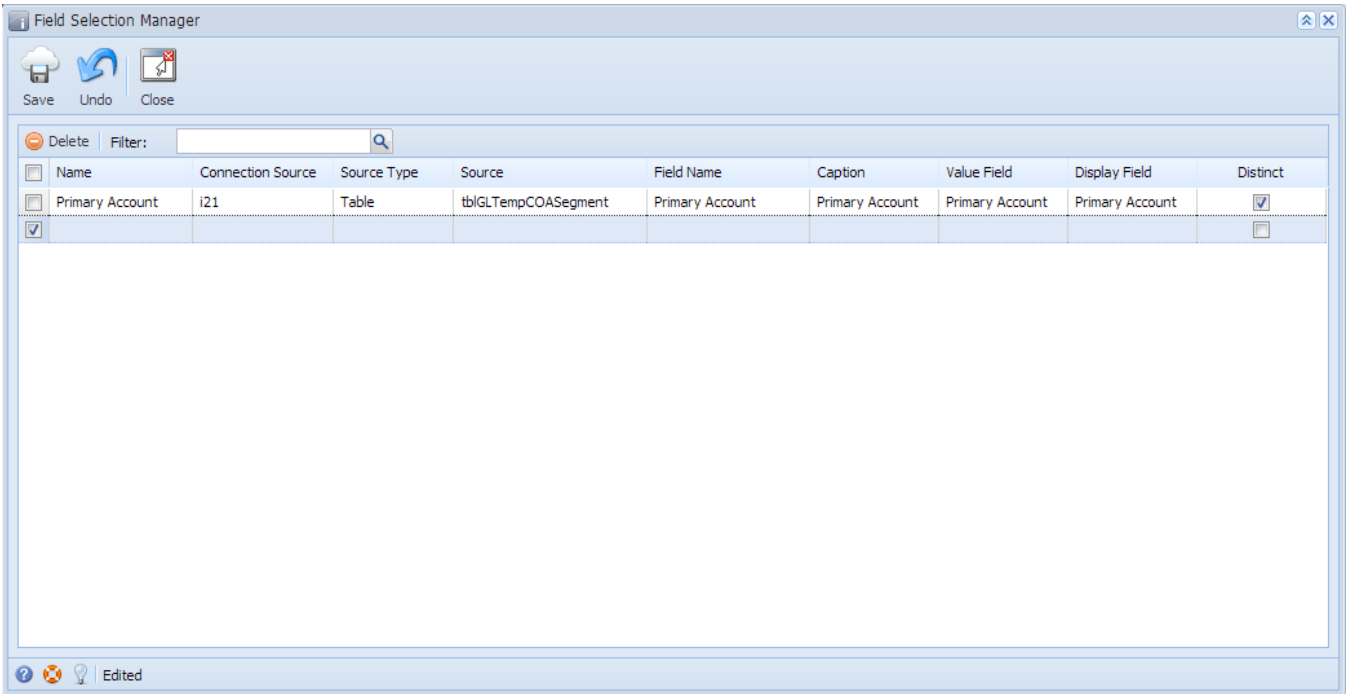 Field Selection Manager
Save Undo Close
Delete Filter:
Name Connection Source Source Type Source Field Name Caption Value Field Display Field Distinct
Primary Account i21 Table tblGLTempCOASegment Primary Account Primary Account Primary Account Primary Account
Edited